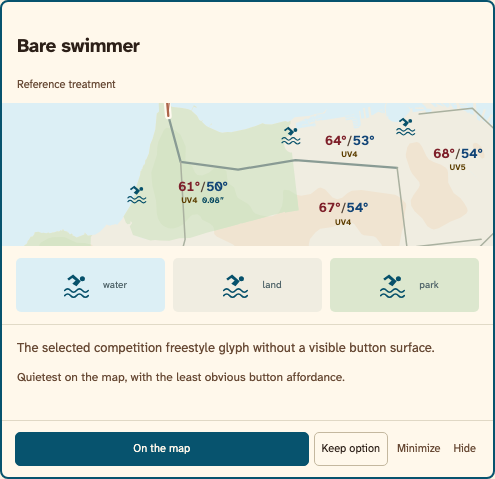 Bare swimmer
Reference treatment
64°/53°
UV4
68°/54°
UV5
61°/50°
UV4 0.08"
67°/54°
UV4
water
land
park
The selected competition freestyle glyph without a visible button surface.
Quietest on the map, with the least obvious button affordance.
On the map
Keep option
Minimize
Hide